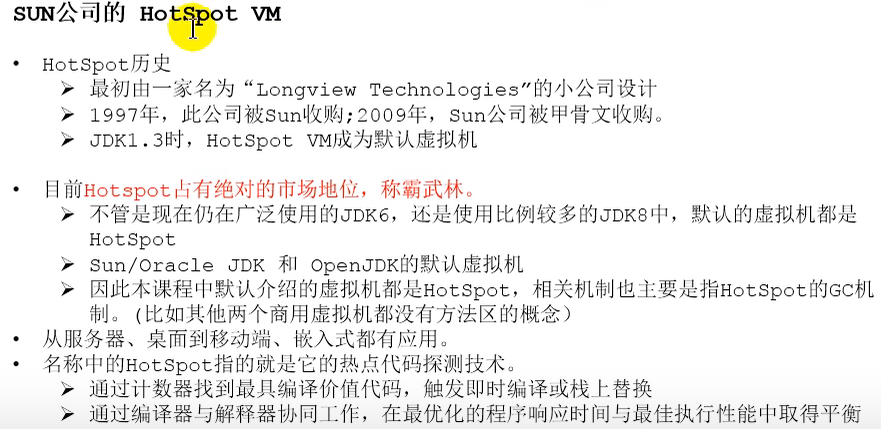 SUN公司的 HotSpot VM
• HotSpot历史
➢ 最初由一家名为“Longview Technologies”的小公司设计
➢ 1997年，此公司被Sun收购;2009年，Sun公司被甲骨文收购。
➢ JDK1.3时，HotSpot VM成为默认虚拟机
• 目前Hotspot占有绝对的市场地位，称霸武林。
➢ 不管是现在仍在广泛使用的JDK6，还是使用比例较多的JDK8中，默认的虚拟机都是
HotSpot
➢ Sun/Oracle JDK 和 OpenJDK的默认虚拟机
➢ 因此本课程中默认介绍的虚拟机都是HotSpot，相关机制也主要是指HotSpot的GC机
制。(比如其他两个商用虚拟机都没有方法区的概念）
• 从服务器、桌面到移动端、嵌入式都有应用。
• 名称中的HotSpot指的就是它的热点代码探测技术。
➢ 通过计数器找到最具编译价值代码，触发即时编译或栈上替换
➢ 通过编译器与解释器协同工作，在最优化的程序响应时间与最佳执行性能中取得平衡